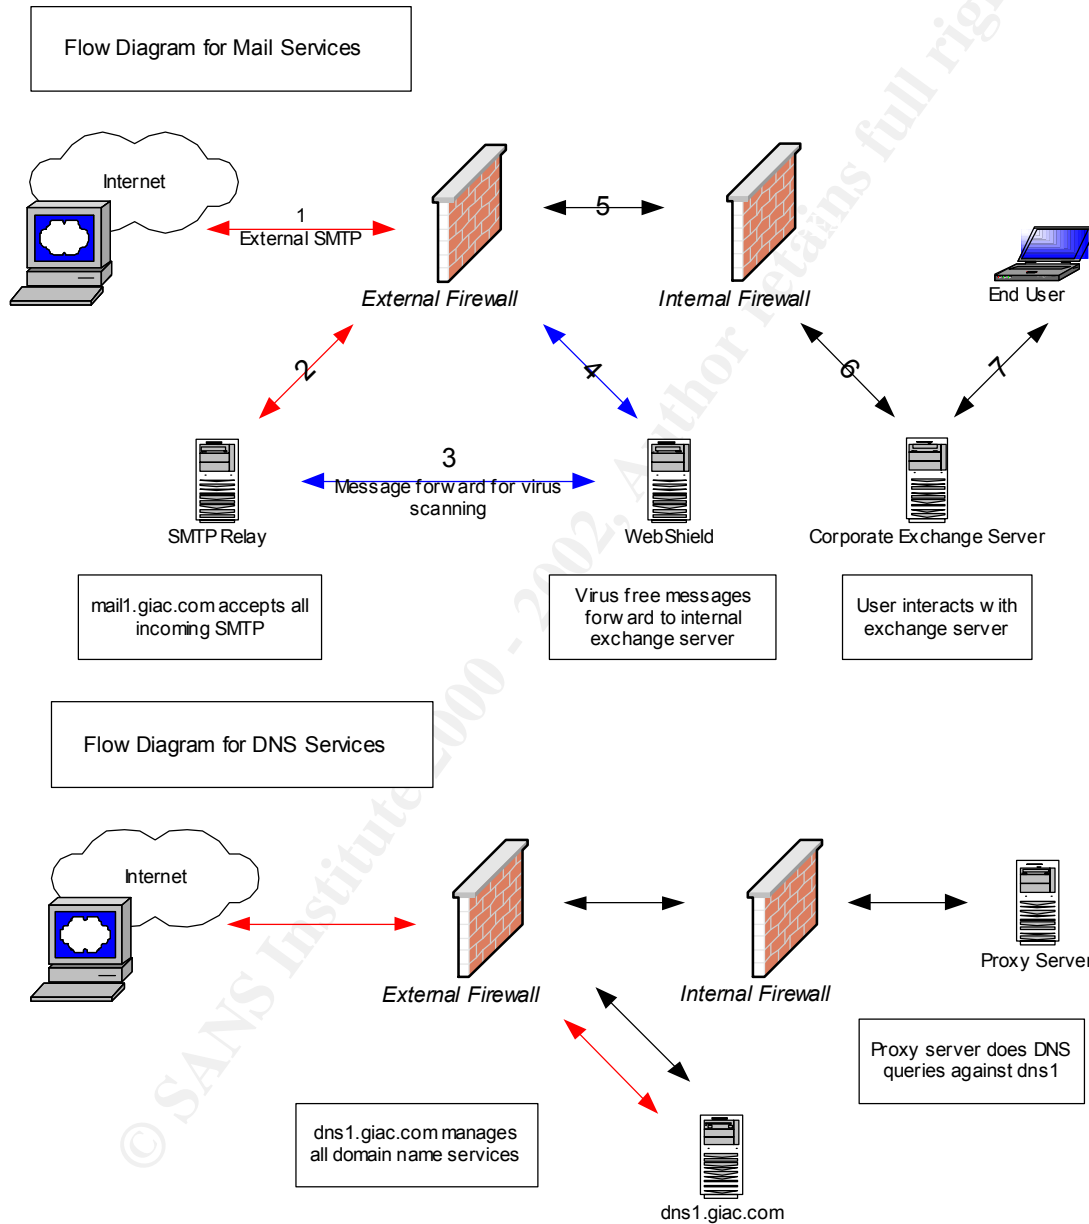 Flow Diagram for Mail Services
Internet
1
External SMTP
5
External Firewall
Internal Firewall
End User
2
4
6
7
3
Message forward for virus
scanning
SMTP Relay
WebShield
Corporate Exchange Server
mail1.giac.com accepts all
incoming SMTP
Virus free messages
forward to internal
exchange server
User interacts with
exchange server
Flow Diagram for DNS Services
Internet
External Firewall
Internal Firewall
Proxy Server
Proxy server does DNS
queries against dns1
dns1.giac.com manages
all domain name services
dns1.giac.com
© SANS Institute 2000 - 2002, Author retains full righ